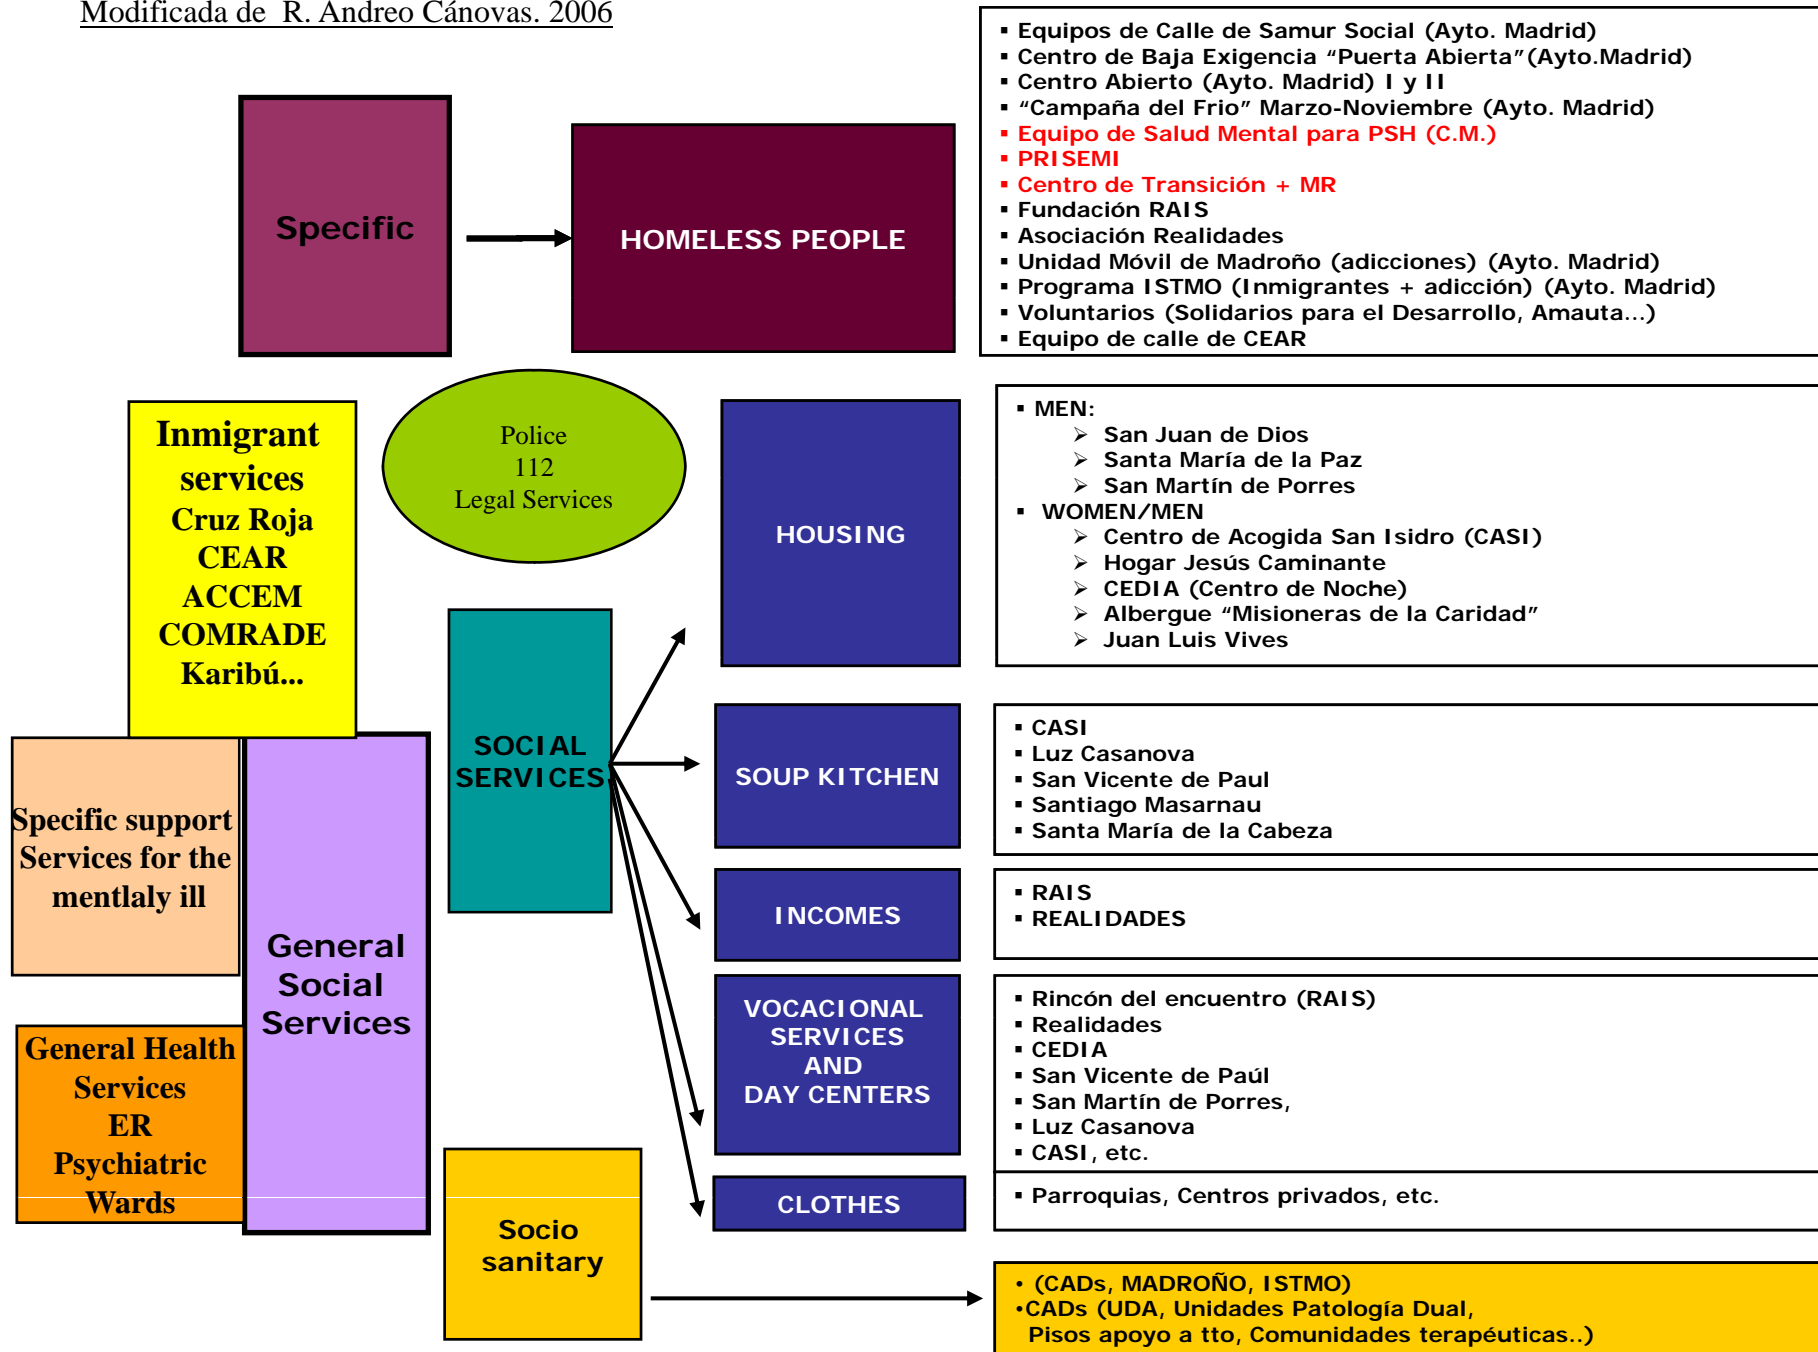 Modificada de  R. Andreo Cánovas. 2006
Specific
HOMELESS PEOPLE
▪ Equipos de Calle de Samur Social (Ayto. Madrid)
▪ Centro de Baja Exigencia “Puerta Abierta”(Ayto.Madrid)
▪ Centro Abierto (Ayto. Madrid) I y II
▪ “Campaña del Frio” Marzo-Noviembre (Ayto. Madrid)
▪ Equipo de Salud Mental para PSH (C.M.)
▪ PRISEMI
▪ Centro de Transición + MR
▪ Fundación RAIS
▪ Asociación Realidades
▪ Unidad Móvil de Madroño (adicciones) (Ayto. Madrid)
▪ Programa ISTMO (Inmigrantes + adicción) (Ayto. Madrid)
▪ Voluntarios (Solidarios para el Desarrollo, Amauta...)
▪ Equipo de calle de CEAR
Inmigrant
services
Cruz Roja
CEAR
ACCEM
COMRADE
Karibú...
Police
112
Legal Services
HOUSING
▪ MEN:
➢ San Juan de Dios
➢ Santa María de la Paz
➢ San Martín de Porres
▪ WOMEN/MEN
➢ Centro de Acogida San Isidro (CASI)
➢ Hogar Jesús Caminante
➢ CEDIA (Centro de Noche)
➢ Albergue “Misioneras de la Caridad”
➢ Juan Luis Vives
Specific support
Services for the
mentlaly ill
General
Social
Services
SOCIAL
SERVICES
SOUP KITCHEN
▪ CASI
▪ Luz Casanova
▪ San Vicente de Paul
▪ Santiago Masarnau
▪ Santa María de la Cabeza
INCOMES
▪ RAIS
▪ REALIDADES
VOCACIONAL
SERVICES
AND
DAY CENTERS
▪ Rincón del encuentro (RAIS)
▪ Realidades
▪ CEDIA
▪ San Vicente de Paúl
▪ San Martín de Porres,
▪ Luz Casanova
▪ CASI, etc.
General Health
Services
ER
Psychiatric
Wards
CLOTHES
▪ Parroquias, Centros privados, etc.
Socio
sanitary
• (CADs, MADROÑO, ISTMO)
•CADs (UDA, Unidades Patología Dual,
Pisos apoyo a tto, Comunidades terapéuticas..)